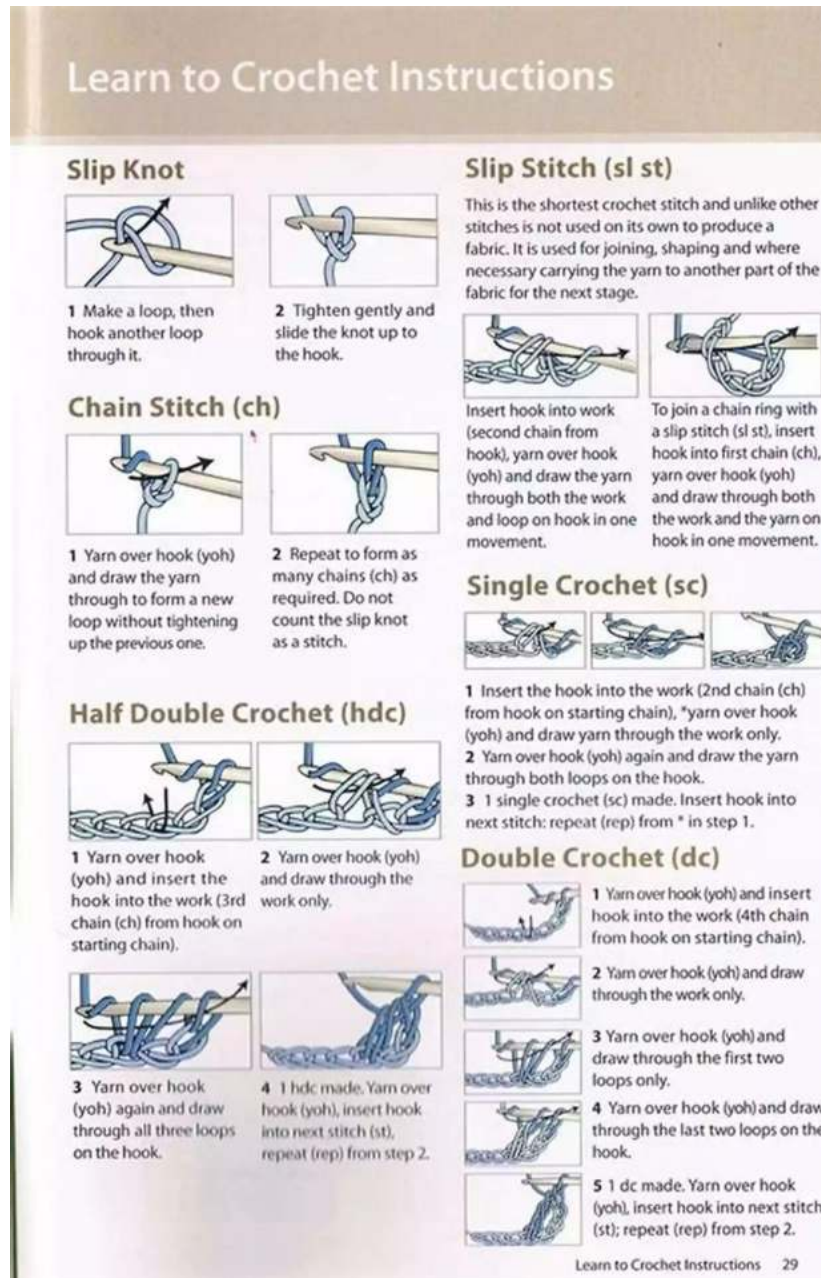 Learn to Crochet Instructions
Slip Knot
1 Make a loop, then
hook another loop
through it.
2 Tighten gently and
slide the knot up to
the hook.
Chain Stitch (ch)
1 Yarn over hook (yoh)
and draw the yarn
through to form a new
loop without tightening
up the previous one.
2 Repeat to form as
many chains (ch) as
required. Do not
count the slip knot
as a stitch.
Half Double Crochet (hdc)
1 Yarn over hook
(yoh) and insert the
hook into the work (3rd
chain (ch) from hook on
starting chain).
2 Yarn over hook (yoh)
and draw through the
work only.
3 Yarn over hook
(yoh) again and draw
through all three loops
on the hook.
4 1 hdc made. Yarn over
hook (yoh), insert hook
into next stitch (st),
repeat (rep) from step 2.
Slip Stitch (sl st)
This is the shortest crochet stitch and unlike other
stitches is not used on its own to produce a
fabric. It is used for joining, shaping and where
necessary carrying the yarn to another part of the
fabric for the next stage.
Insert hook into work
(second chain from
hook), yarn over hook
(yoh) and draw the yarn
through both the work
and loop on hook in one
movement.
To join a chain ring with
a slip stitch (sl st), insert
hook into first chain (ch),
yarn over hook (yoh)
and draw through both
the work and the yarn on
hook in one movement.
Single Crochet (sc)
1 Insert the hook into the work (2nd chain (ch)
from hook on starting chain), *yarn over hook
(yoh) and draw yarn through the work only.
2 Yarn over hook (yoh) again and draw the yarn
through both loops on the hook.
3 1 single crochet (sc) made. Insert hook into
next stitch: repeat (rep) from * in step 1.
Double Crochet (dc)
1 Yarn over hook (yoh) and insert
hook into the work (4th chain
from hook on starting chain).
2 Yarn over hook (yoh) and draw
through the work only.
3 Yarn over hook (yoh) and
draw through the first two
loops only.
4 Yarn over hook (yoh) and draw
through the last two loops on the
hook.
5 1 dc made. Yarn over hook
(yoh), insert hook into next stitch
(st); repeat (rep) from step 2.
Learn to Crochet Instructions 29